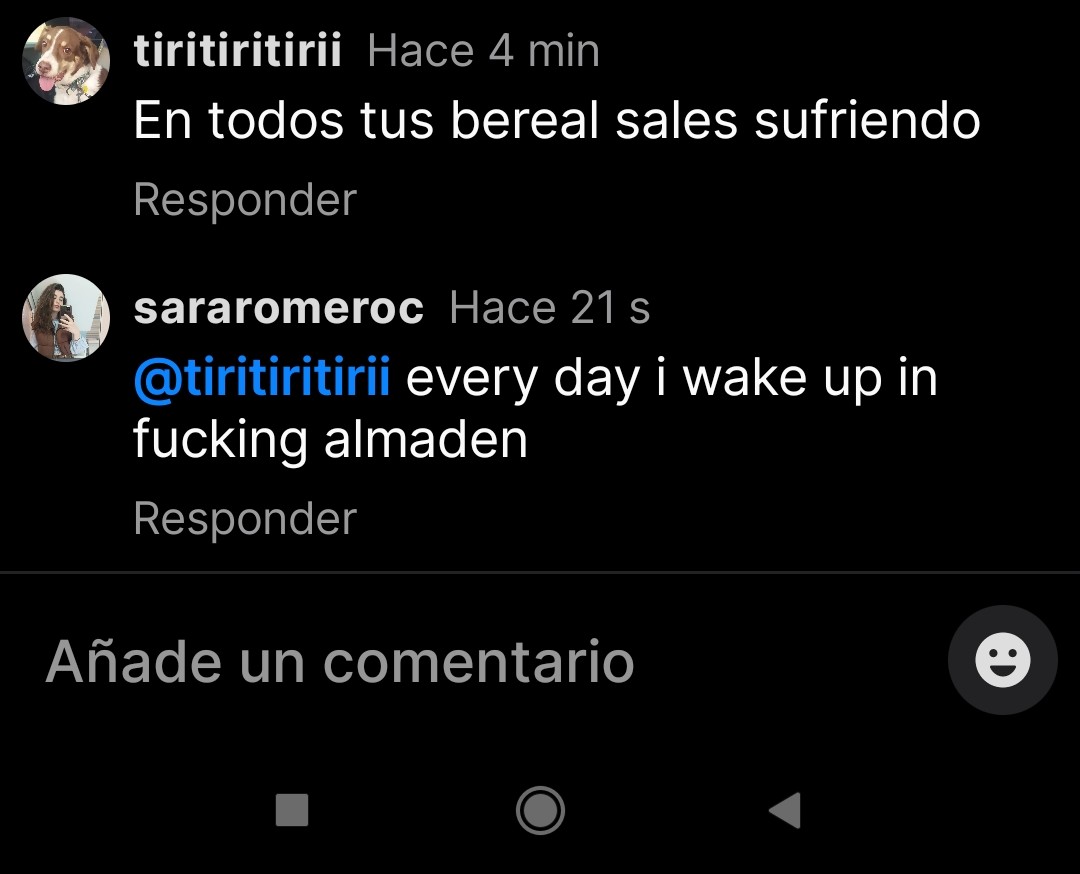 tiritiritirii Hace 4 min
En todos tus bereal sales sufriendo
Responder
sararomeroc Hace 21 s
@tiritiritirii every day i wake up in
fucking almaden
Responder
Añade un comentario